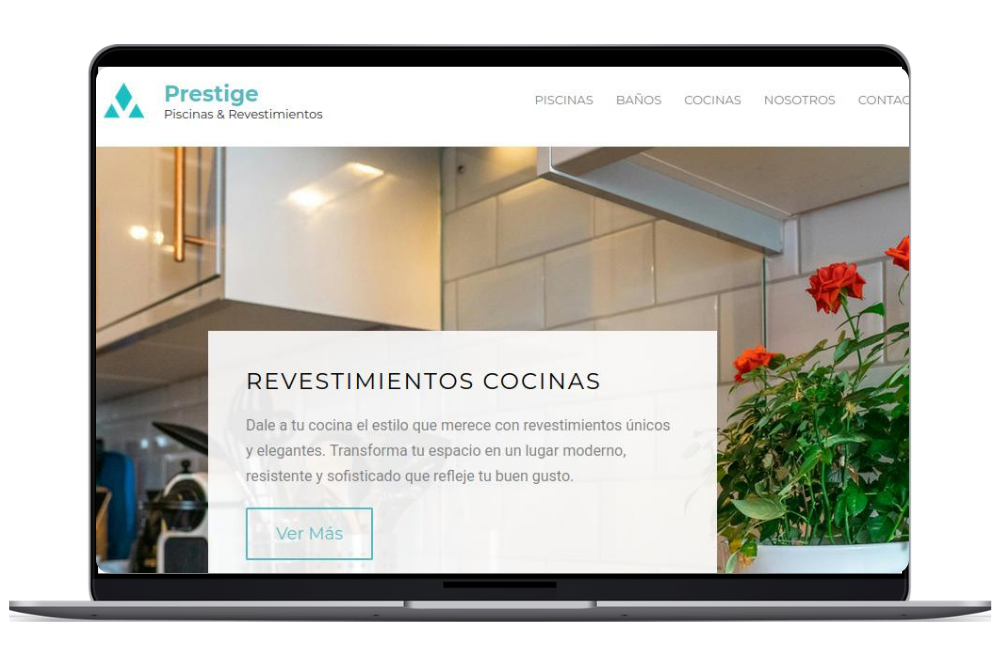 Prestige
Piscinas & Revestimientos
PISCINAS BAÑOS COCINAS NOSOTROS CONTAC
REVESTIMIENTOS COCINAS
Dale a tu cocina el estilo que merece con revestimientos únicos
y elegantes. Transforma tu espacio en un lugar moderno,
resistente y sofisticado que refleje tu buen gusto.
Ver Más